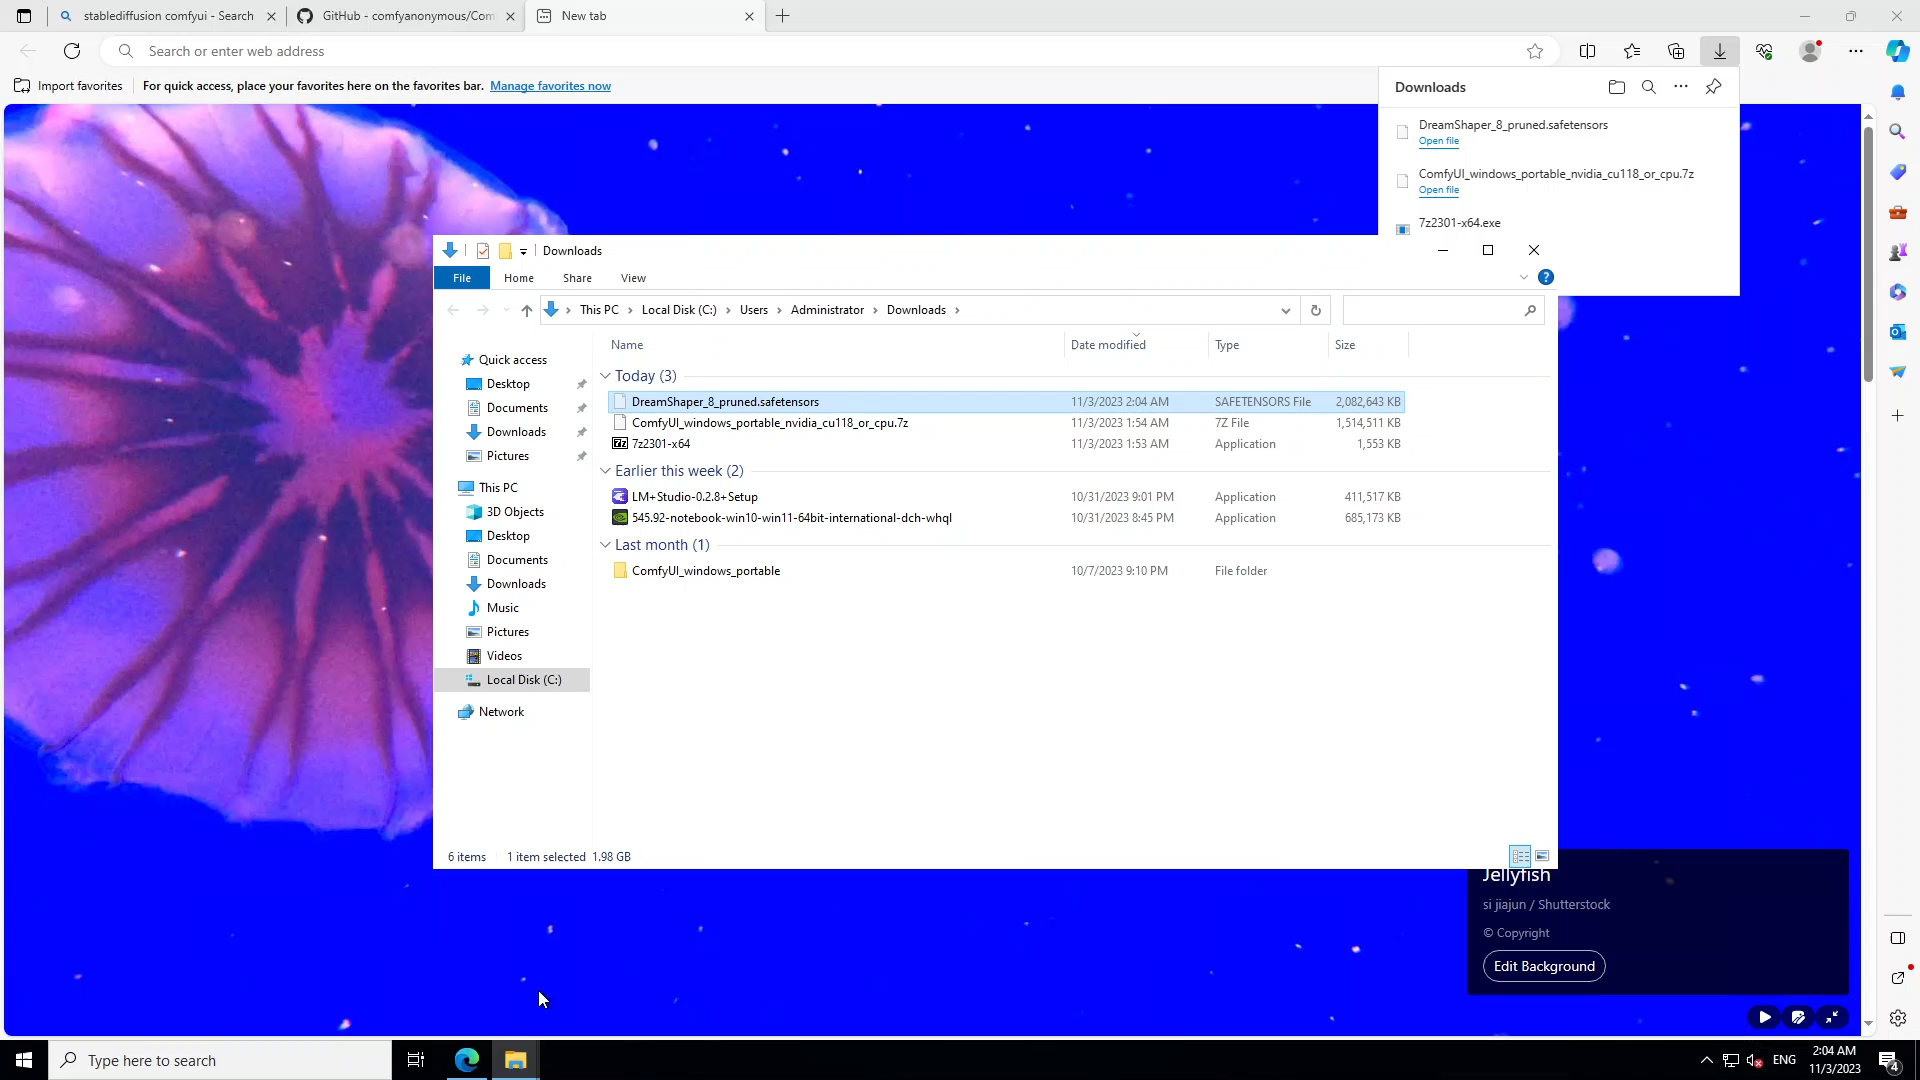 stablediffusion comfyui - Search
GitHub - comfyanonymous/Com
New tab
Search or enter web address
Import favorites
For quick access, place your favorites here on the favorites bar. Manage favorites now
Downloads
DreamShaper_8_pruned.safetensors
Open file
ComfyUI_windows_portable_nvidia_cu118_or_cpu.7z
Open file
7z2301-x64.exe
Downloads
File Home Share View
This PC Local Disk (C:) Users Administrator Downloads
Name Date modified Type Size
Quick access
Desktop
Documents
Downloads
Pictures
This PC
3D Objects
Desktop
Documents
Downloads
Music
Pictures
Videos
Local Disk (C:)
Network
Today (3)
DreamShaper_8_pruned.safetensors 11/3/2023 2:04 AM SAFETENSORS File 2,082,643 KB
ComfyUI_windows_portable_nvidia_cu118_or_cpu.7z 11/3/2023 1:54 AM 7Z File 1,514,511 KB
7z 7z2301-x64 11/3/2023 1:53 AM Application 1,553 KB
Earlier this week (2)
LM+Studio-0.2.8+Setup 10/31/2023 9:01 PM Application 411,517 KB
545.92-notebook-win10-win11-64bit-international-dch-whql 10/31/2023 8:45 PM Application 685,173 KB
Last month (1)
ComfyUI_windows_portable 10/7/2023 9:10 PM File folder
6 items 1 item selected 1.98 GB
Jellyfish
si jiajun / Shutterstock
© Copyright
Edit Background
Type here to search
ENG
2:04 AM
11/3/2023
4